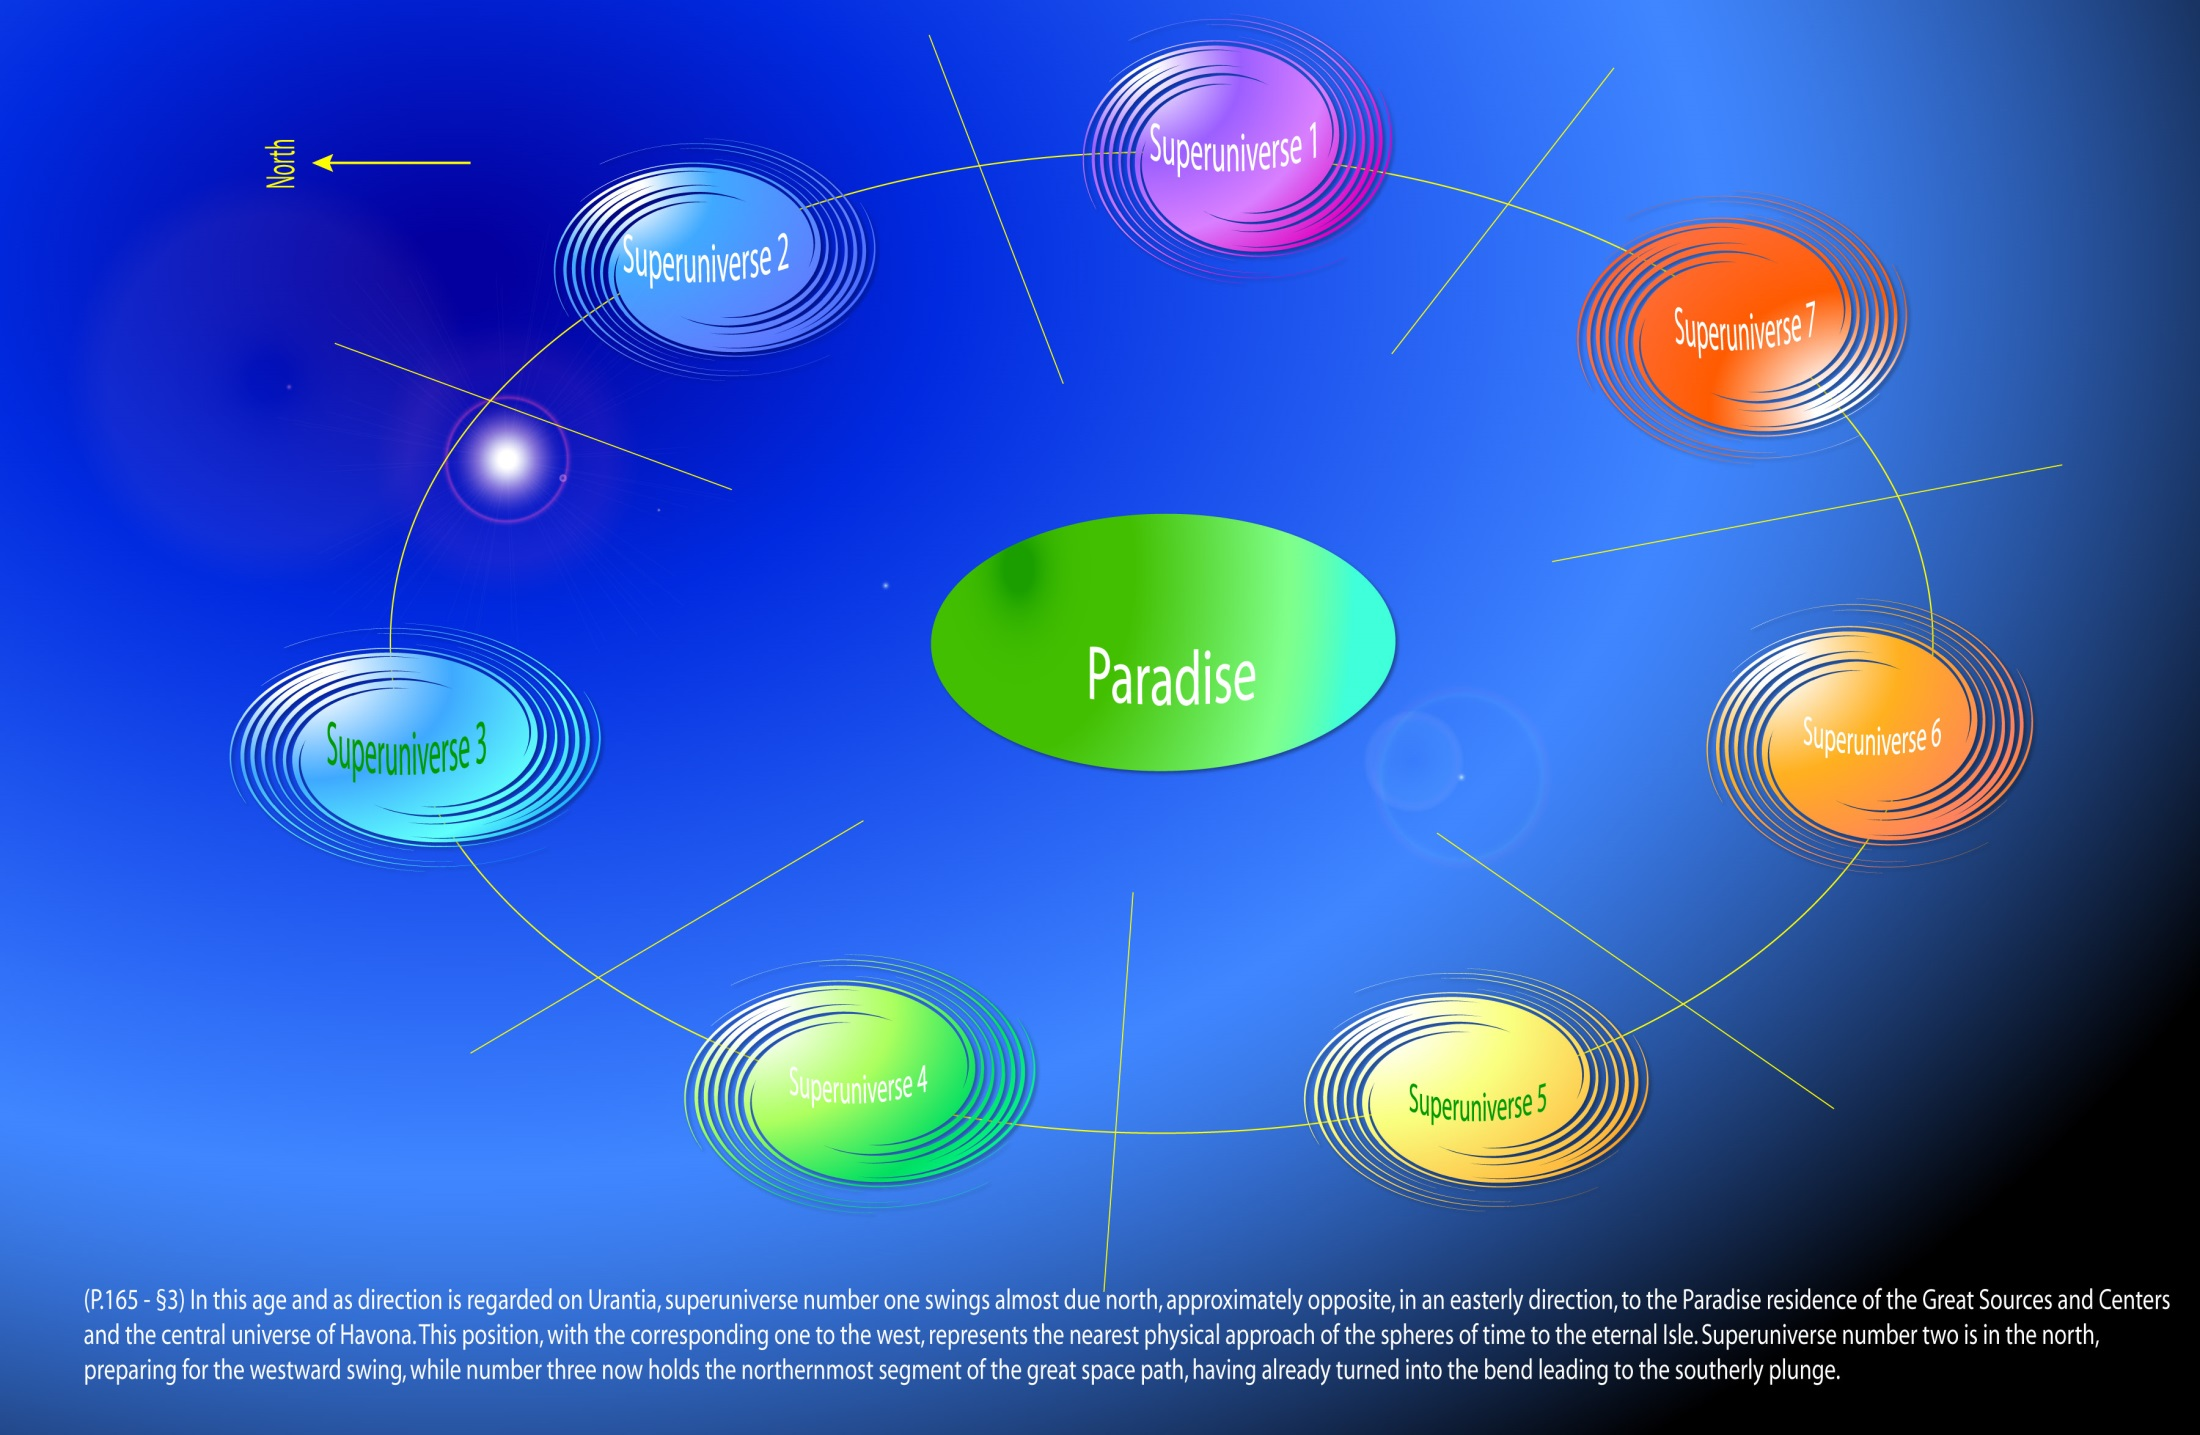 North
Superuniverse 1
Superuniverse 2
Superuniverse 7
Paradise
Superuniverse 3
Superuniverse 6
Superuniverse 4
Superuniverse 5
(P.165 - §3) In this age and as direction is regarded on Urantia, superuniverse number one swings almost due north, approximately opposite, in an easterly direction, to the Paradise residence of the Great Sources and Centers
and the central universe of Havona. This position, with the corresponding one to the west, represents the nearest physical approach of the spheres of time to the eternal Isle. Superuniverse number two is in the north,
preparing for the westward swing, while number three now holds the northernmost segment of the great space path, having already turned into the bend leading to the southerly plunge.